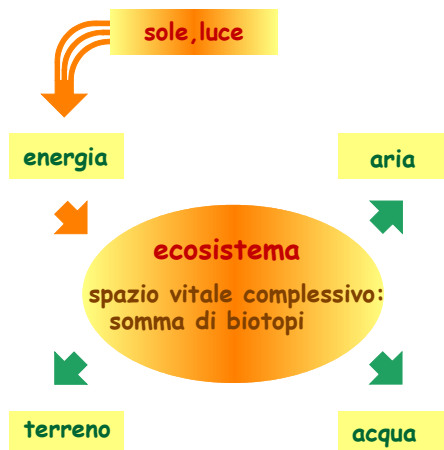 sole,luce
energia
aria
ecosistema
spazio vitale complessivo:
somma di biotopi
terreno
acqua